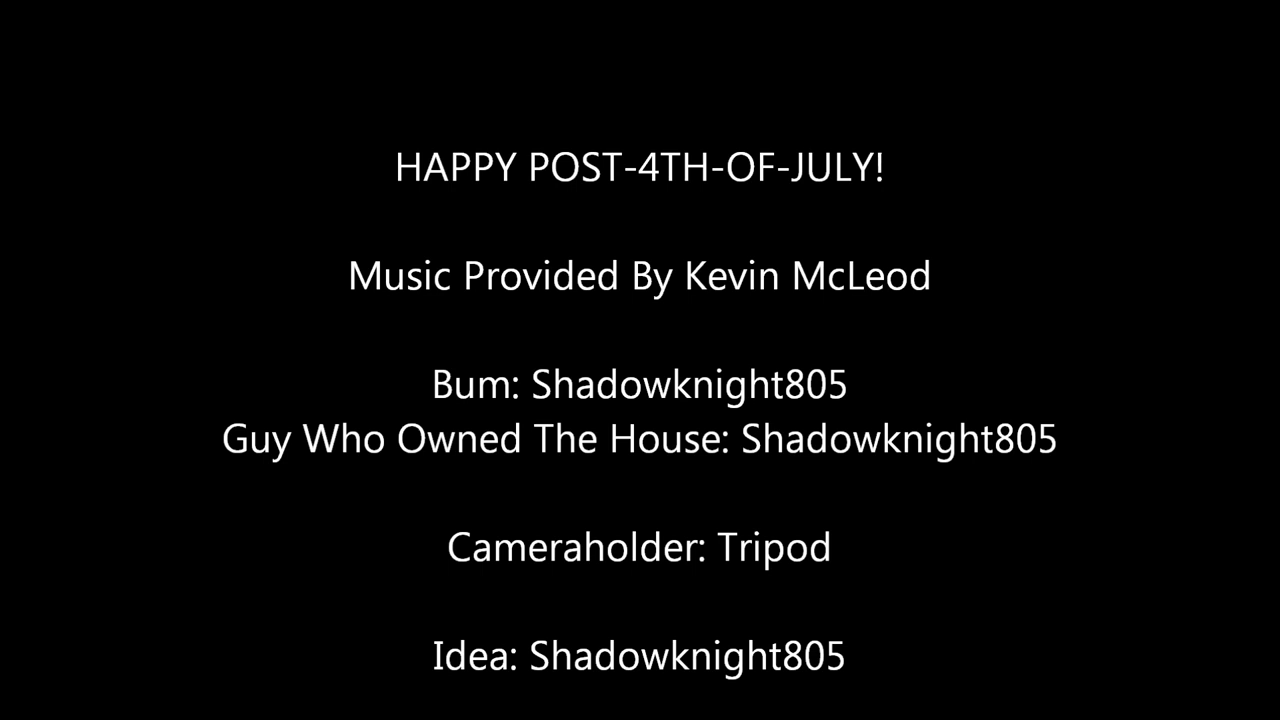 HAPPY POST-4TH-OF-JULY!
Music Provided By Kevin McLeod
Bum: Shadowknight805
Guy Who Owned The House: Shadowknight805
Cameraholder: Tripod
Idea: Shadowknight805